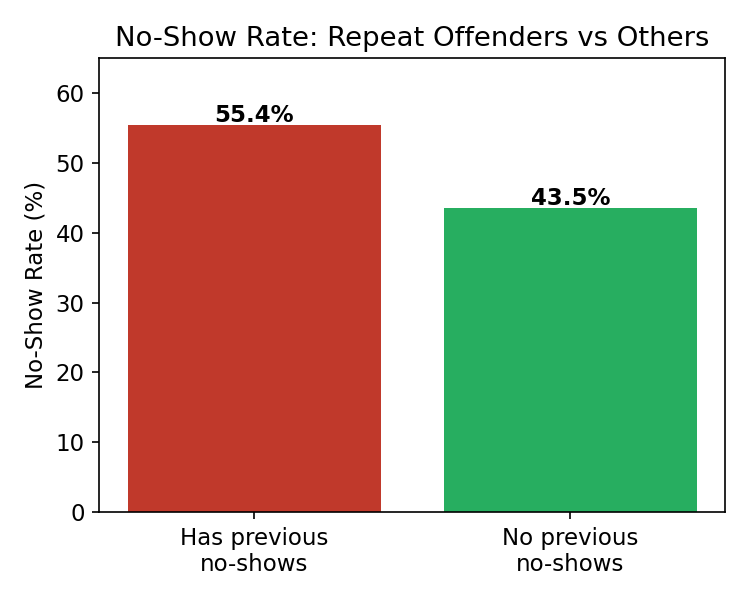 No-Show Rate: Repeat Offenders vs Others
No-Show Rate (%)
60
50
40
30
20
10
0
55.4%
43.5%
Has previous
no-shows
No previous
no-shows